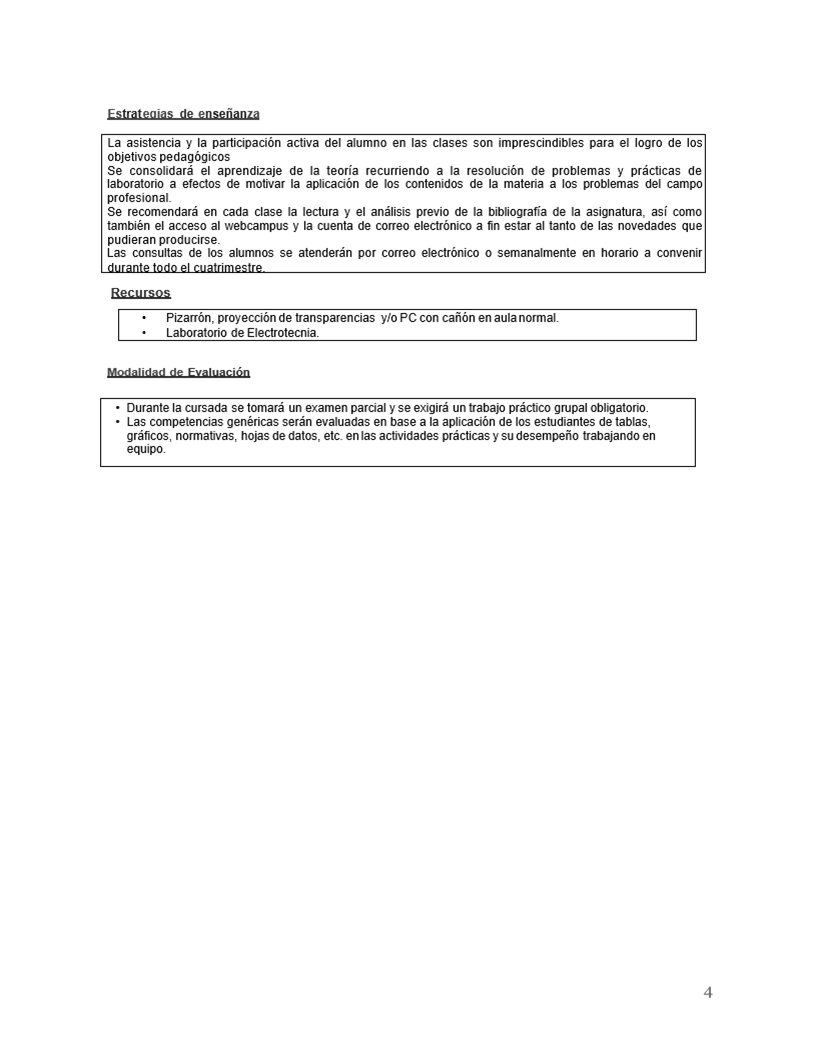 Estrategias de enseñanza
La asistencia y la participación activa del alumno en las clases son imprescindibles para el logro de los
objetivos pedagógicos
Se consolidará el aprendizaje de la teoría recurriendo a la resolución de problemas y prácticas de
laboratorio a efectos de motivar la aplicación de los contenidos de la materia a los problemas del campo
profesional.
Se recomendará en cada clase la lectura y el análisis previo de la bibliografía de la asignatura, así como
también el acceso al webcampus y la cuenta de correo electrónico a fin estar al tanto de las novedades que
pudieran producirse.
Las consultas de los alumnos se atenderán por correo electrónico o semanalmente en horario a convenir
durante todo el cuatrimestre.
Recursos
• Pizarrón, proyección de transparencias y/o PC con cañón en aula normal.
• Laboratorio de Electrotecnia.
Modalidad de Evaluación
• Durante la cursada se tomará un examen parcial y se exigirá un trabajo práctico grupal obligatorio.
• Las competencias genéricas serán evaluadas en base a la aplicación de los estudiantes de tablas,
gráficos, normativas, hojas de datos, etc. en las actividades prácticas y su desempeño trabajando en
equipo.
4